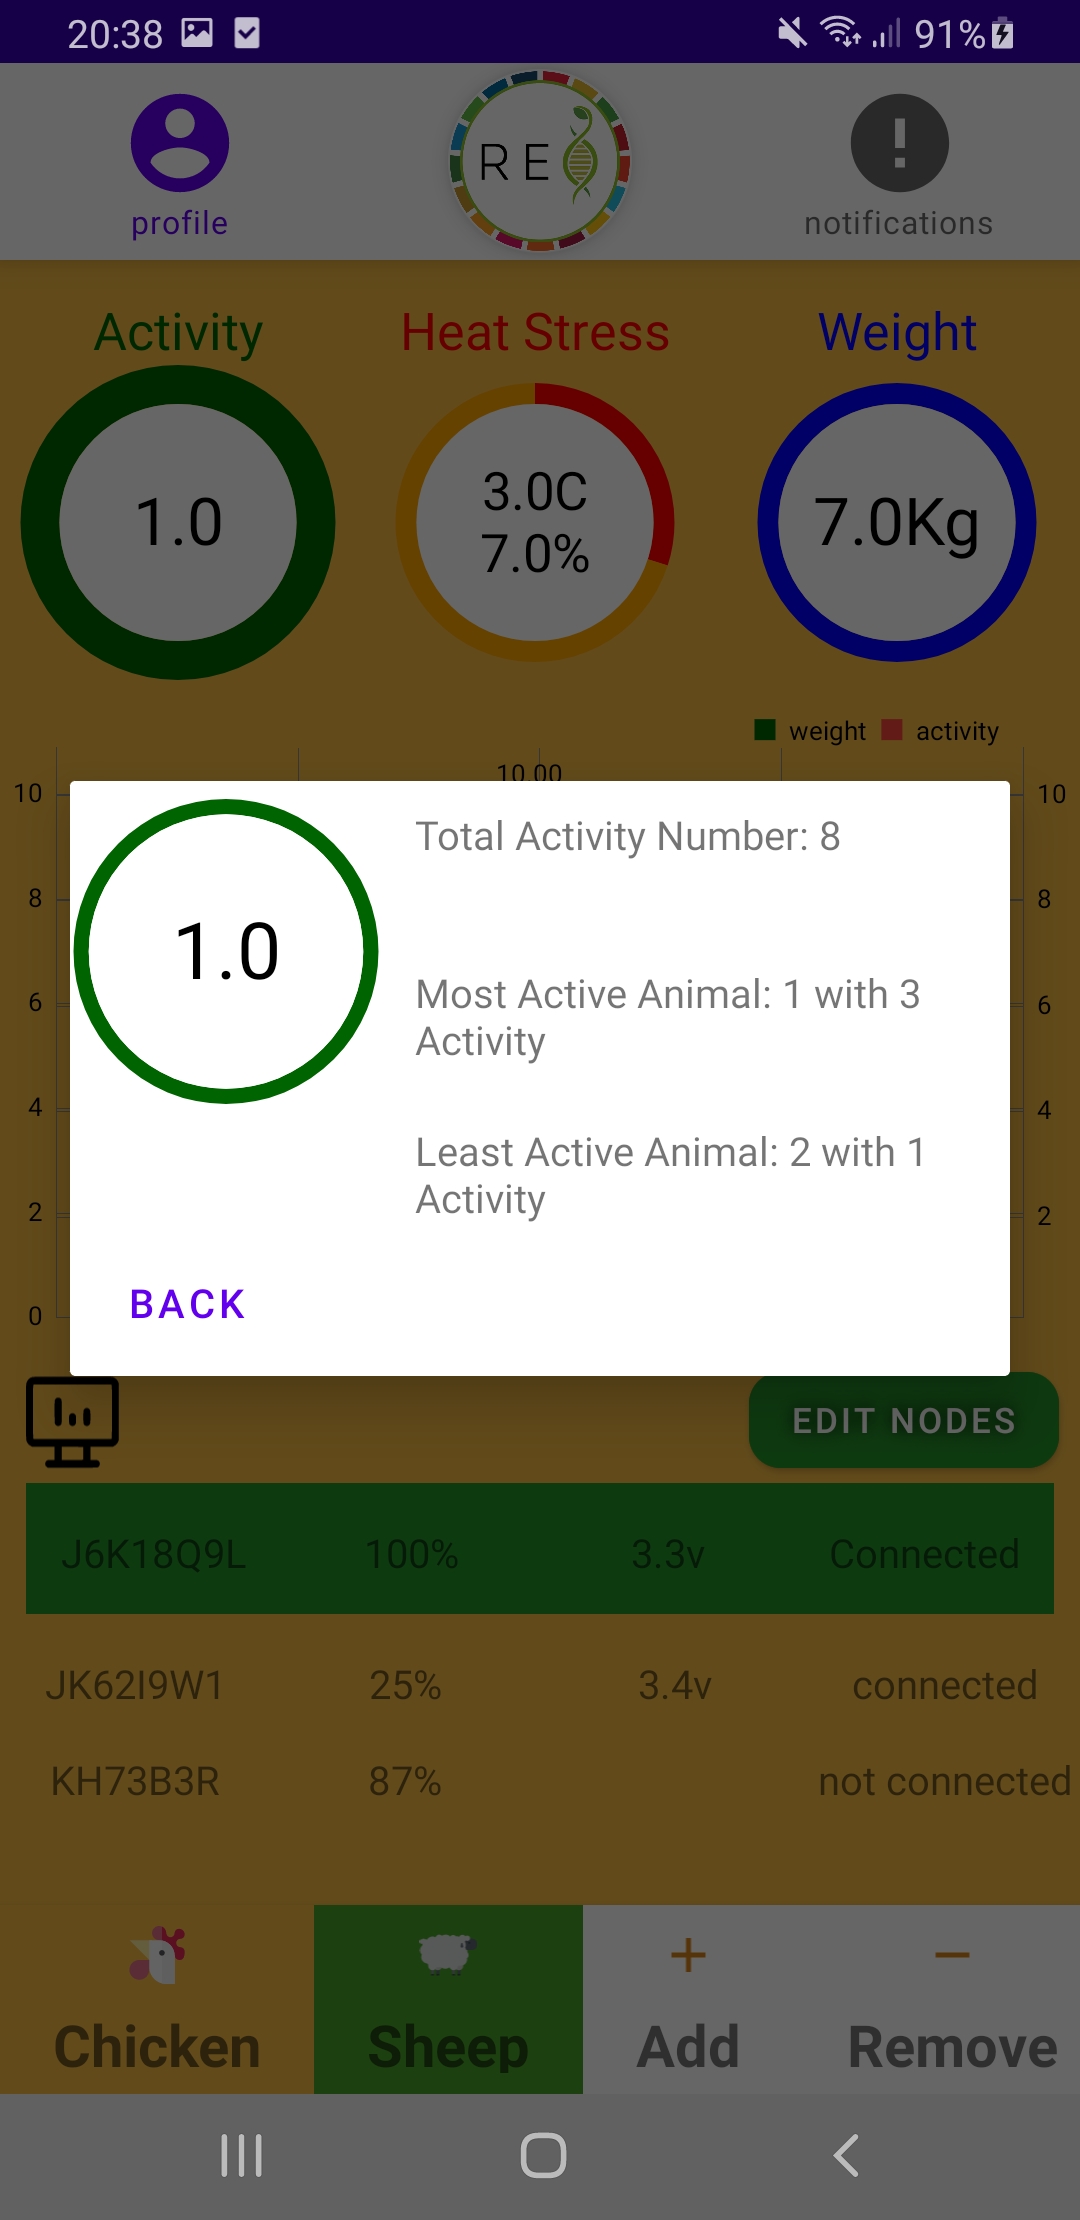 20:38 91%
RE
profile
notifications
Activity
Heat Stress
Weight
1.0
3.0C
7.0%
7.0Kg
weight activity
10.00
10 10
8 8
6 6
4 4
2 2
0
1.0
Total Activity Number: 8
Most Active Animal: 1 with 3
Activity
Least Active Animal: 2 with 1
Activity
BACK
EDIT NODES
J6K18Q9L 100% 3.3v Connected
JK62I9W1 25% 3.4v connected
KH73B3R 87% not connected
Chicken
Sheep
Add
Remove